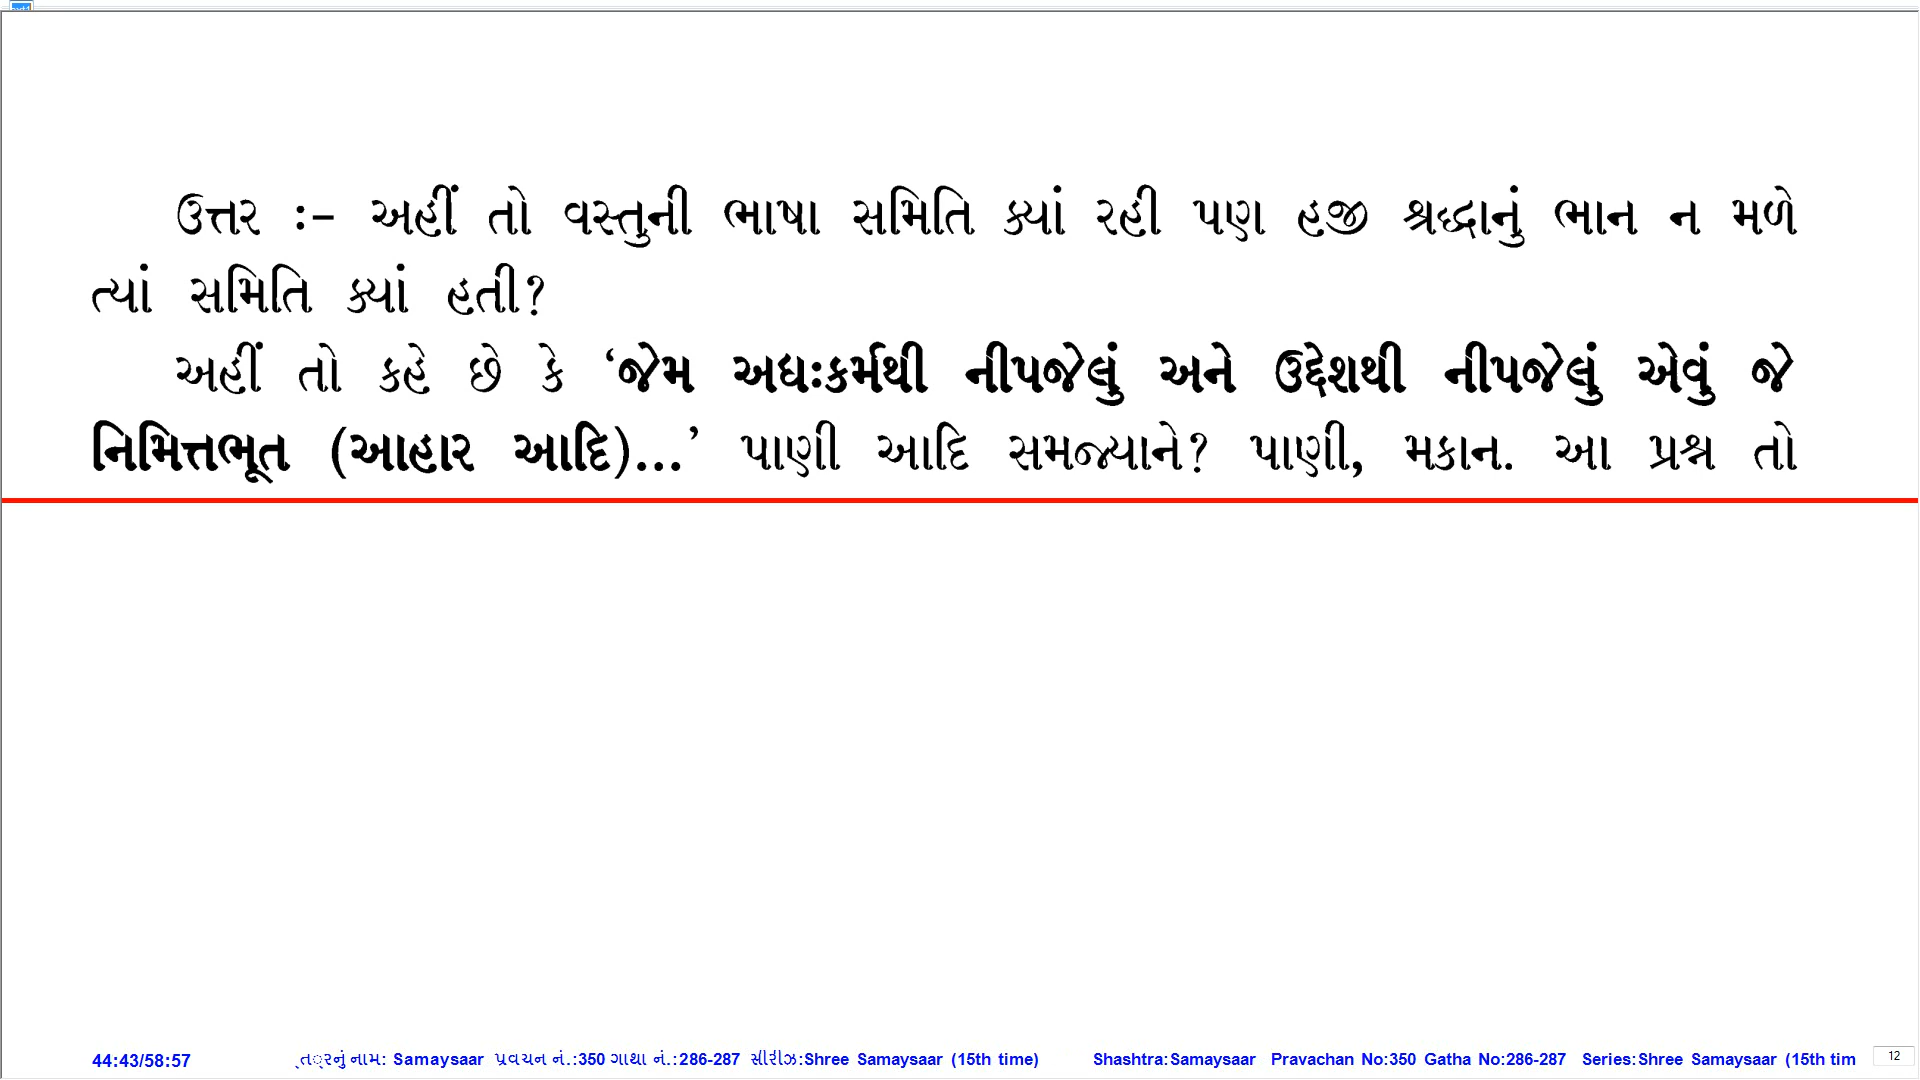 ઉત્તર :– અહીં તો વસ્તુની ભાષા સમિતિ ક્યાં રહી પણ હજી શ્રદ્ધાનું ભાન ન મળે
ત્યાં સમિતિ ક્યાં હતી?
અહીં તો કહે છે કે ‘જેમ અધઃકર્મથી નીપજેલું અને ઉદ્દેશથી નીપજેલું એવું જે
નિમિત્તભૂત (આહાર આદિ)...’ પાણી આદિ સમજ્યાને? પાણી, મકાન. આ પ્રશ્ન તો
44:43/58:57 નામ: Samaysaar પ્રવચન નં.:350 ગાથા નં.:286-287 સીરીઝ:Shree Samaysaar (15th time) Shashtra:Samaysaar Pravachan No:350 Gatha No:286-287 Series:Shree Samaysaar (15th tim 12